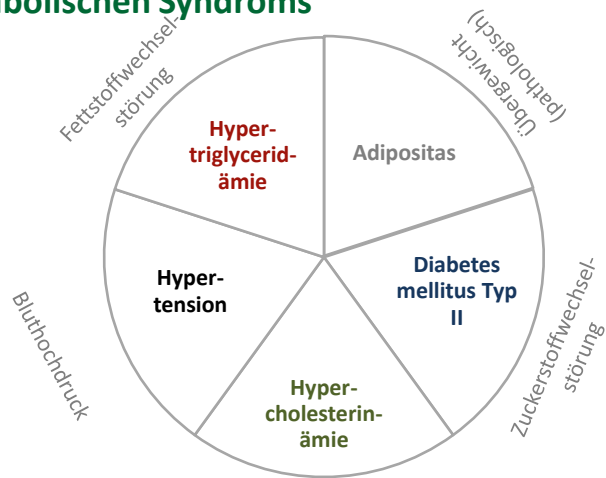 bolischen Syndroms
Fettstoffwechsel-
störung
Übergewicht
(pathologisch)
Hyper-
triglycerid-
ämie
Adipositas
Hyper-
tension
Diabetes
mellitus Typ
II
Bluthochdruck
Zuckerstoffwechsel-
störung
Hyper-
cholesterin-
ämie